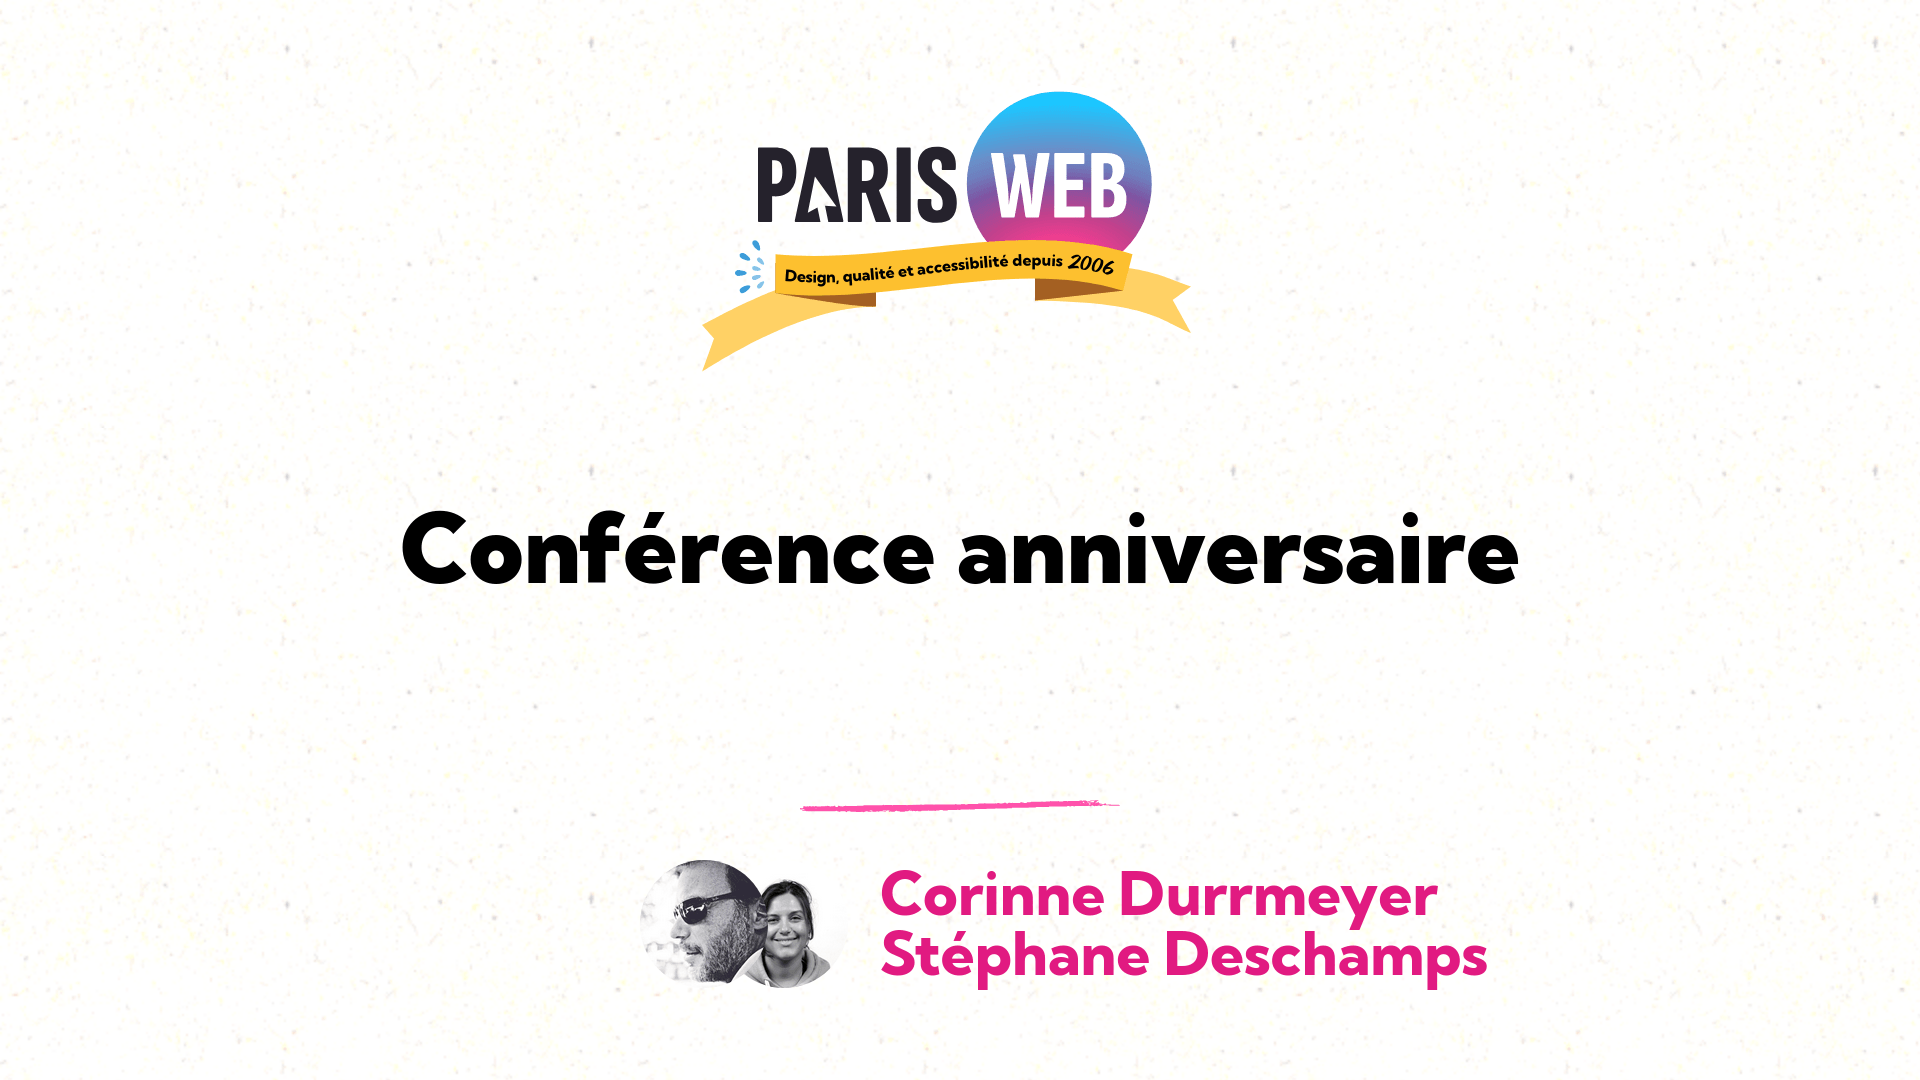 PARIS WEB
Design, qualité et accessibilité depuis 2006
Conférence anniversaire
Corinne Durrmeyer
Stéphane Deschamps